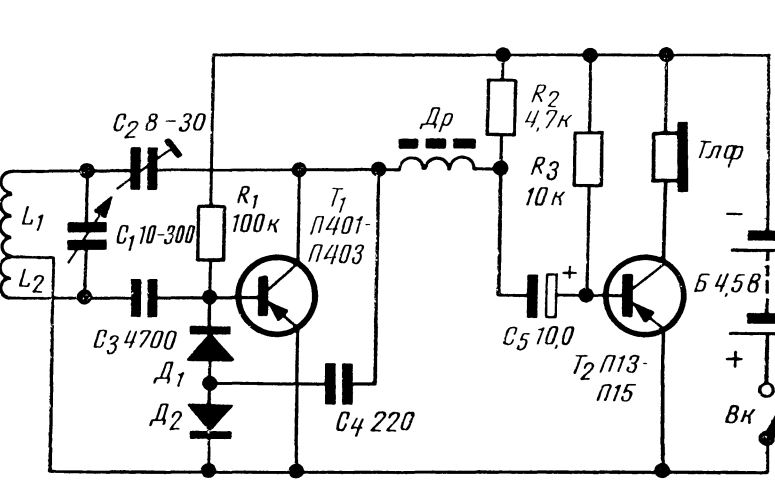 C2 8-30
R2
4,7к
Др
Тлф
L1
C1 10-300
R1
100к
T1
П401-
П403
R3
10к
–
L2
+
Б 4,5В
C3 4700
C5 10,0
+
Д1
T2 П13-
П15
Д2
C4 220
Вк